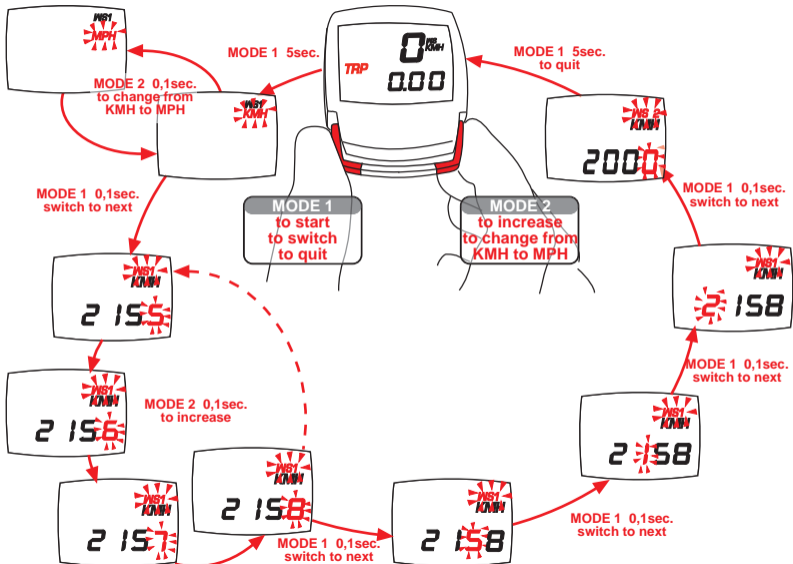 WS1
MPH
MODE 1 5sec.
0 WS
KMH
TRP
0.00
MODE 1 5sec.
to quit
MODE 2 0,1sec.
to change from
KMH to MPH
WS1
KMH
WS 2
KMH
2000
MODE 1 0,1sec.
switch to next
MODE 1
to start
to switch
to quit
MODE 2
to increase
to change from
KMH to MPH
MODE 1 0,1sec.
switch to next
WS1
KMH
2155
WS1
KMH
2158
MODE 1 0,1sec.
switch to next
WS1
KMH
2156
MODE 2 0,1sec.
to increase
WS1
KMH
2158
WS1
KMH
2157
WS1
KMH
2158
WS1
KMH
2158
MODE 1 0,1sec.
switch to next
MODE 1 0,1sec.
switch to next